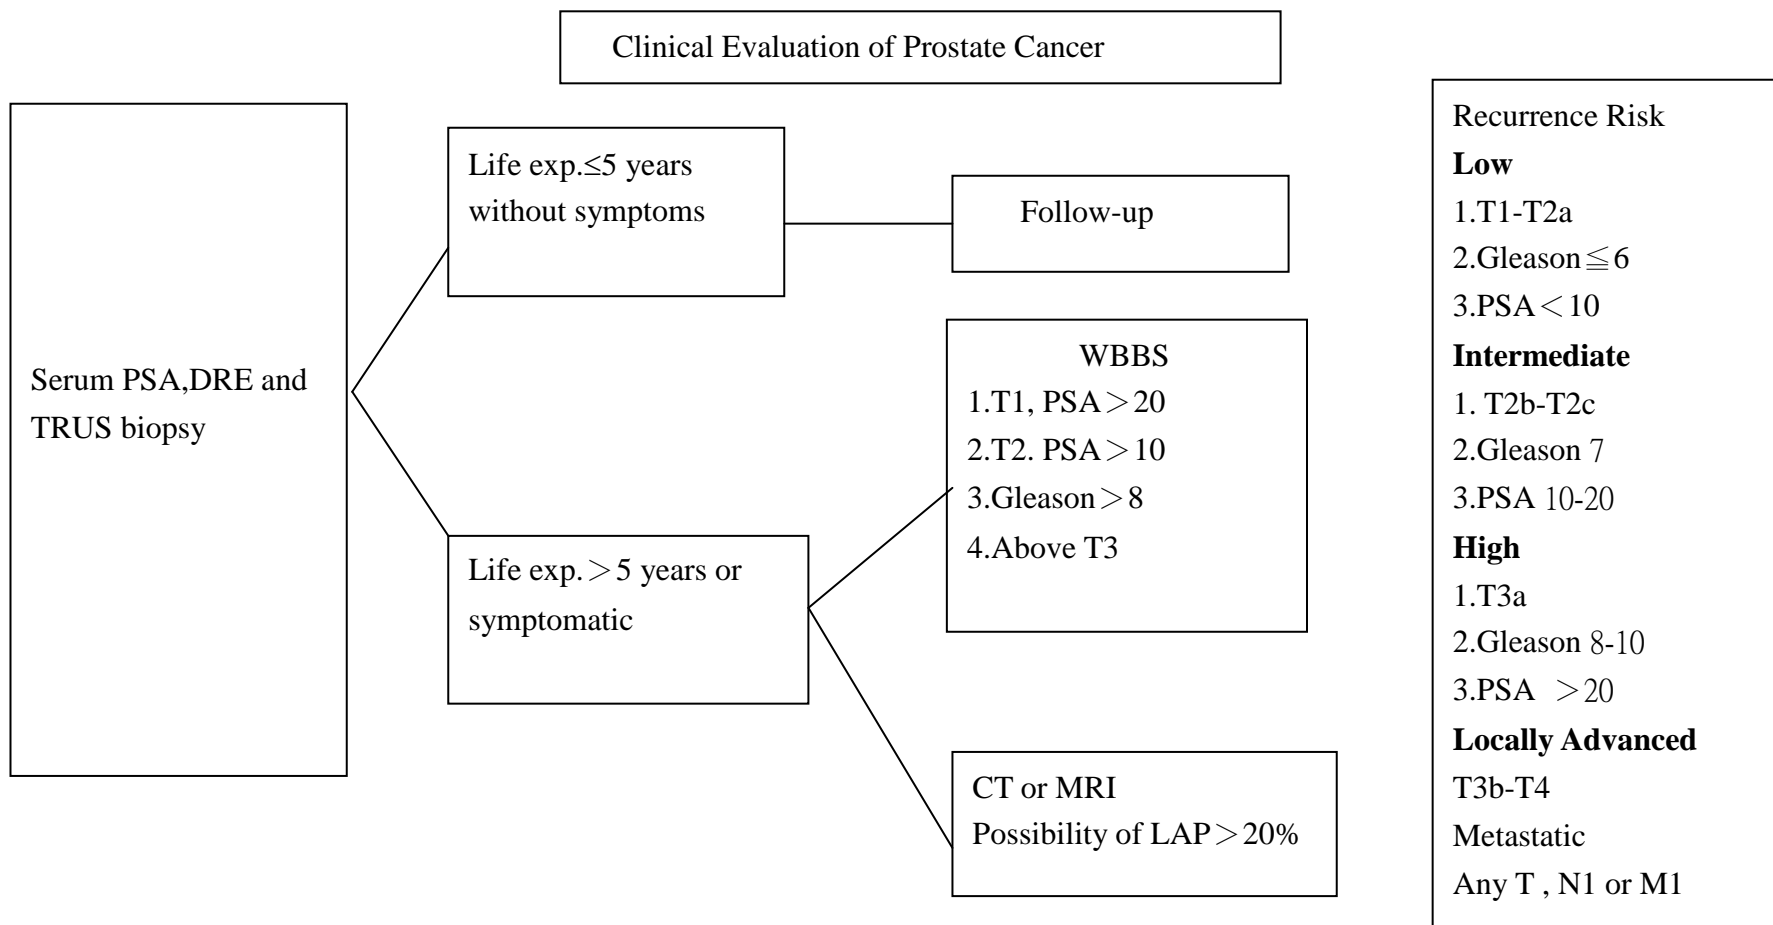 Clinical Evaluation of Prostate Cancer
Serum PSA,DRE and
TRUS biopsy
Life exp.≤5 years
without symptoms
Follow-up
Life exp.＞5 years or
symptomatic
WBBS
1.T1, PSA＞20
2.T2. PSA＞10
3.Gleason＞8
4.Above T3
CT or MRI
Possibility of LAP＞20%
Recurrence Risk
Low
1.T1-T2a
2.Gleason≦6
3.PSA＜10
Intermediate
1. T2b-T2c
2.Gleason 7
3.PSA 10-20
High
1.T3a
2.Gleason 8-10
3.PSA ＞20
Locally Advanced
T3b-T4
Metastatic
Any T , N1 or M1